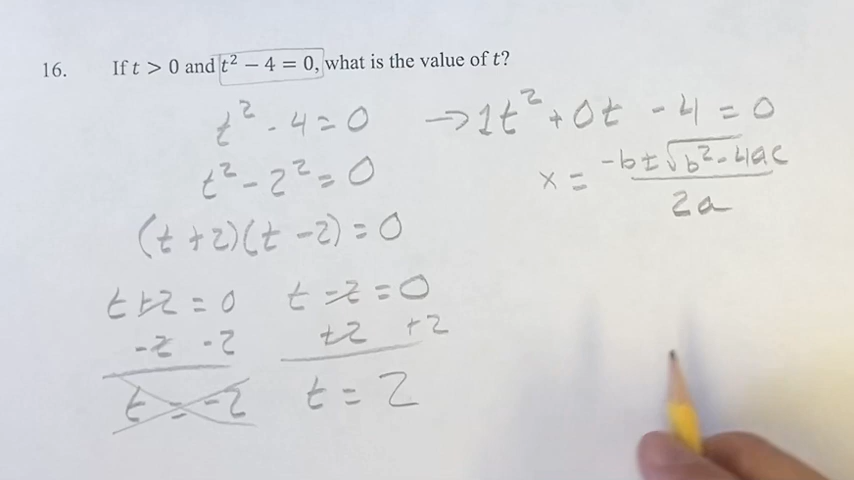 16. If t > 0 and t² − 4 = 0, what is the value of t?
t² - 4 = 0
t² - 2² = 0
(t + 2)(t - 2) = 0
t + 2 = 0 t - 2 = 0
-2 -2 +2 +2
t = -2 t = 2
→ 1t² + 0t - 4 = 0
x = -b ± √b² - 4ac
2a